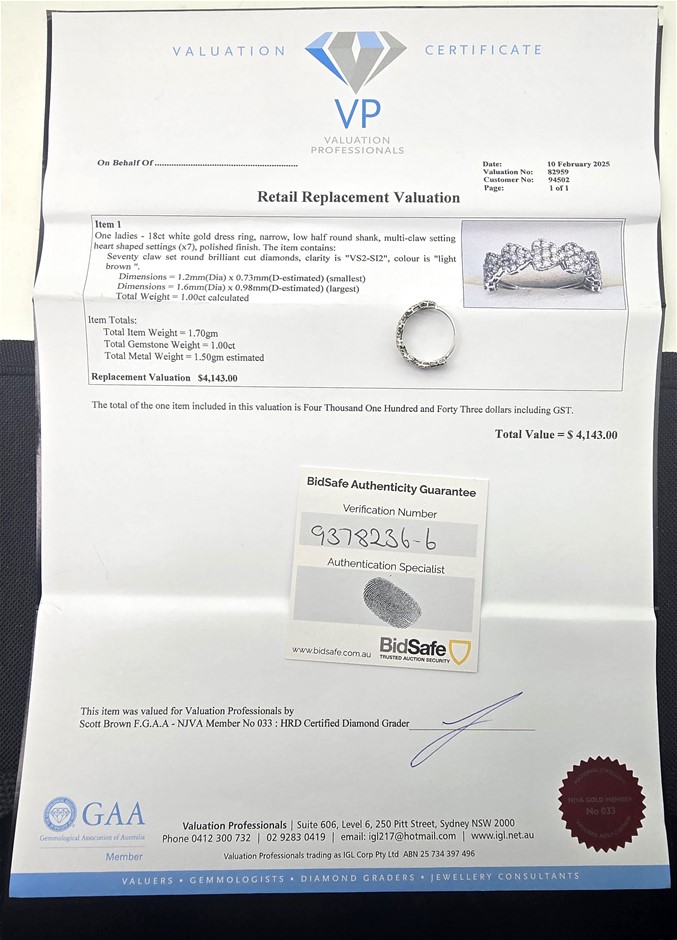 VALUATION CERTIFICATE
VP
VALUATION
PROFESSIONALS
On Behalf Of ......................................................
Date: 10 February 2025
Valuation No: 82959
Customer No: 94502
Page: 1 of 1
Retail Replacement Valuation
Item 1
One ladies - 18ct white gold dress ring, narrow, low half round shank, multi-claw setting
heart shaped settings (x7), polished finish. The item contains:
Seventy claw set round brilliant cut diamonds, clarity is "VS2-SI2", colour is "light
brown ".
Dimensions = 1.2mm(Dia) x 0.73mm(D-estimated) (smallest)
Dimensions = 1.6mm(Dia) x 0.98mm(D-estimated) (largest)
Total Weight = 1.00ct calculated
Item Totals:
Total Item Weight = 1.70gm
Total Gemstone Weight = 1.00ct
Total Metal Weight = 1.50gm estimated
Replacement Valuation $4,143.00
The total of the one item included in this valuation is Four Thousand One Hundred and Forty Three dollars including GST.
Total Value = $ 4,143.00
BidSafe Authenticity Guarantee
Verification Number
9378236-6
Authentication Specialist
www.bidsafe.com.au
BidSafe
TRUSTED AUCTION SECURITY
This item was valued for Valuation Professionals by
Scott Brown F.G.A.A - NJVA Member No 033 : HRD Certified Diamond Grader
NJVA GOLD MEMBER
No 033
GAA
Gemmological Association of Australia
Member
Valuation Professionals | Suite 606, Level 6, 250 Pitt Street, Sydney NSW 2000
Phone 0412 300 732 | 02 9283 0419 | email: igl217@hotmail.com | www.igl.net.au
Valuation Professionals trading as IGL Corp Pty Ltd ABN 25 734 397 496
VALUERS • GEMMOLOGISTS • DIAMOND GRADERS • JEWELLERY CONSULTANTS